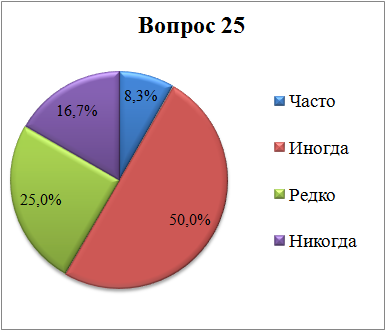 Вопрос 25
8,3%
16,7%
25,0%
50,0%
Часто
Иногда
Редко
Никогда